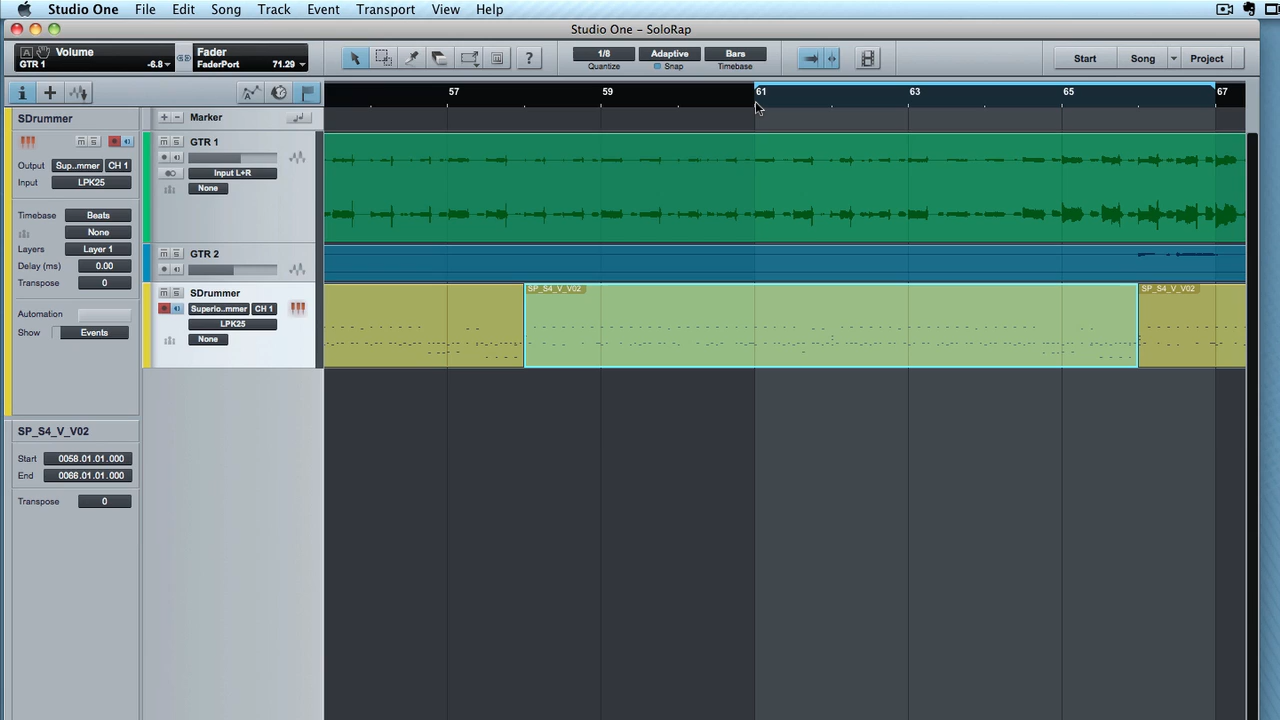 Studio One File Edit Song Track Event Transport View Help
Studio One - SoloRap
Volume
GTR 1 -6.8
Fader
FaderPort 71.29
?
1/8
Quantize
Adaptive
Snap
Bars
Timebase
Start Song Project
57 59 61 63 65 67
SDrummer
M S
Output Sup...mmer CH 1
Input LPK25
Timebase Beats
None
Layers Layer 1
Delay (ms) 0.00
Transpose 0
Automation
Show Events
SP_S4_V_V02
Start 0058.01.01.000
End 0066.01.01.000
Transpose 0
+ - Marker
M S GTR 1
Input L+R
None
M S GTR 2
M S SDrummer
Superio...mmer CH 1
LPK25
None
SP_S4_V_V02
SP_S4_V_V02